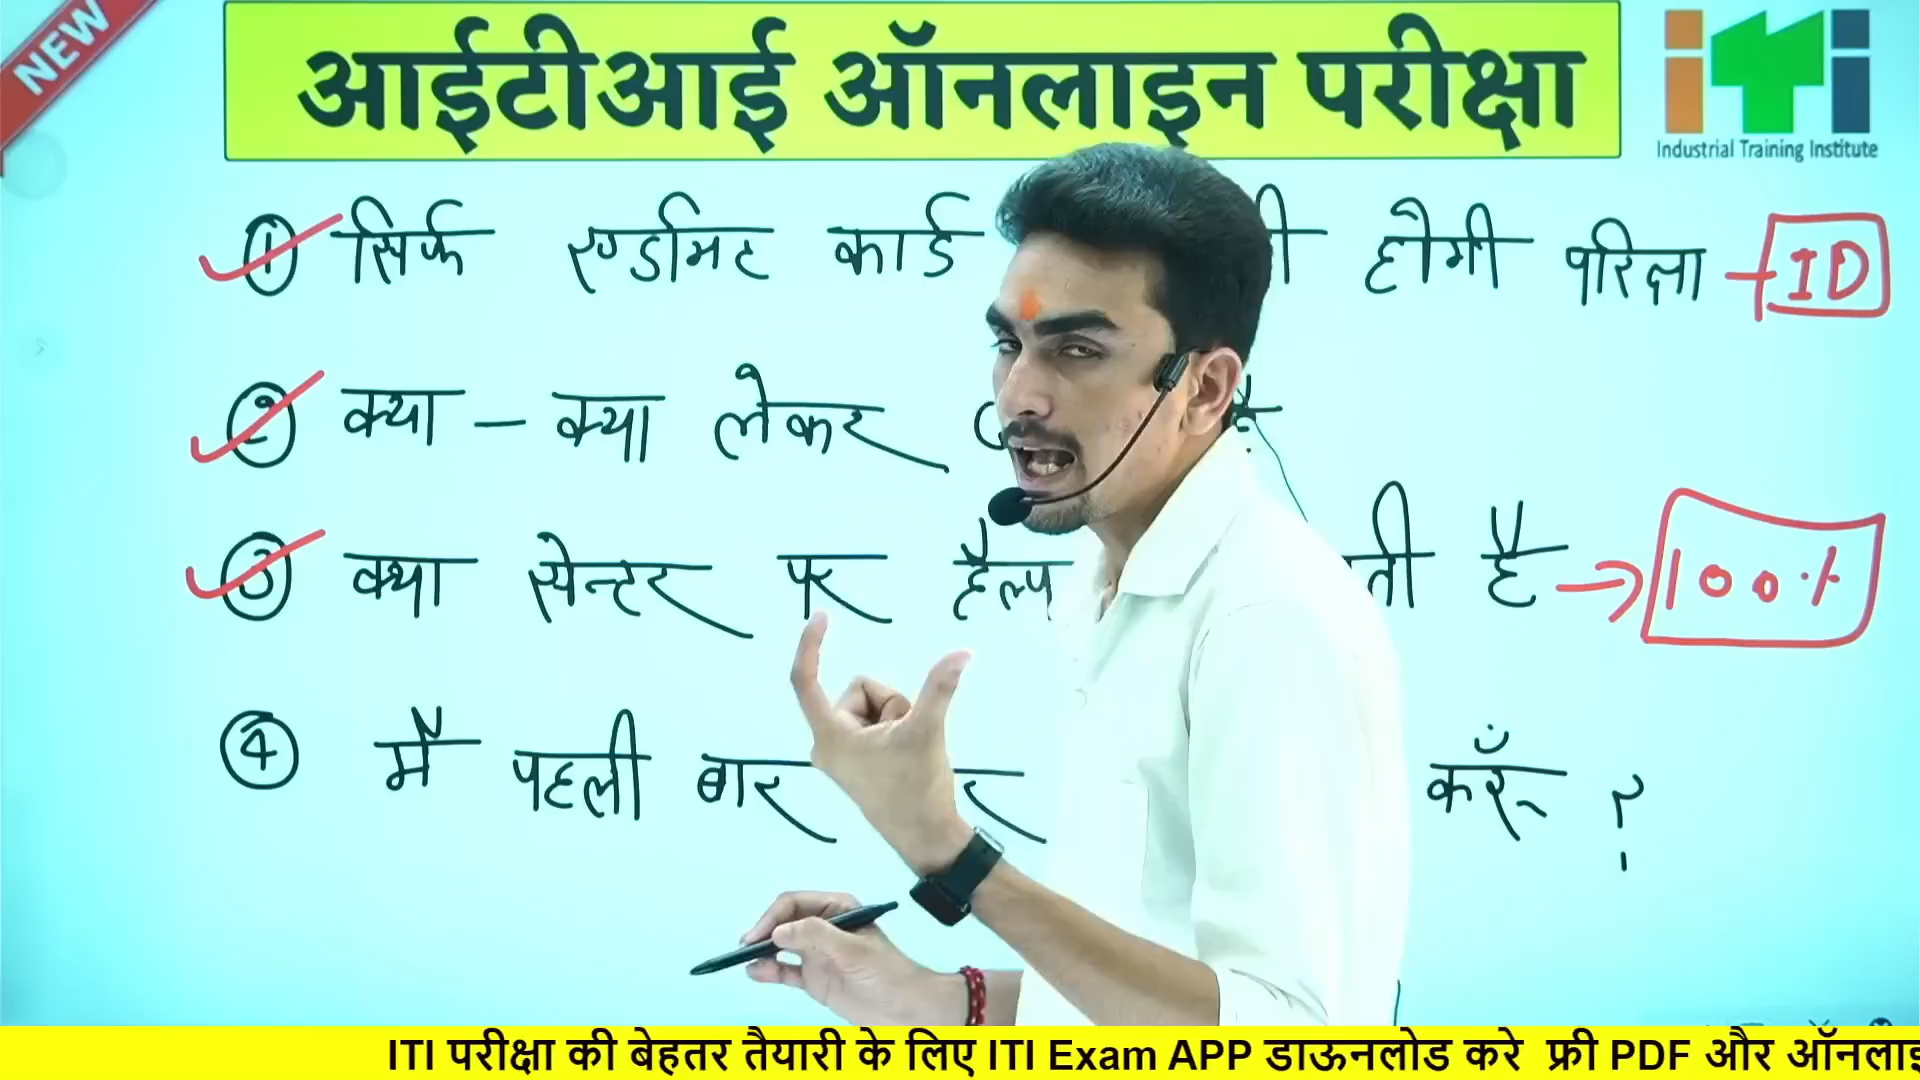 NEW
आईटीआई ऑनलाइन परीक्षा
iTi
Industrial Training Institute
① सिर्फ एडमिट कार्ड होगी परिक्षा ID
② क्या - क्या लेकर है
③ क्या सेन्टर पर हैल्प है → 100%
④ मैं पहली बार करूँ ?
ITI परीक्षा की बेहतर तैयारी के लिए ITI Exam APP डाऊनलोड करे फ्री PDF और